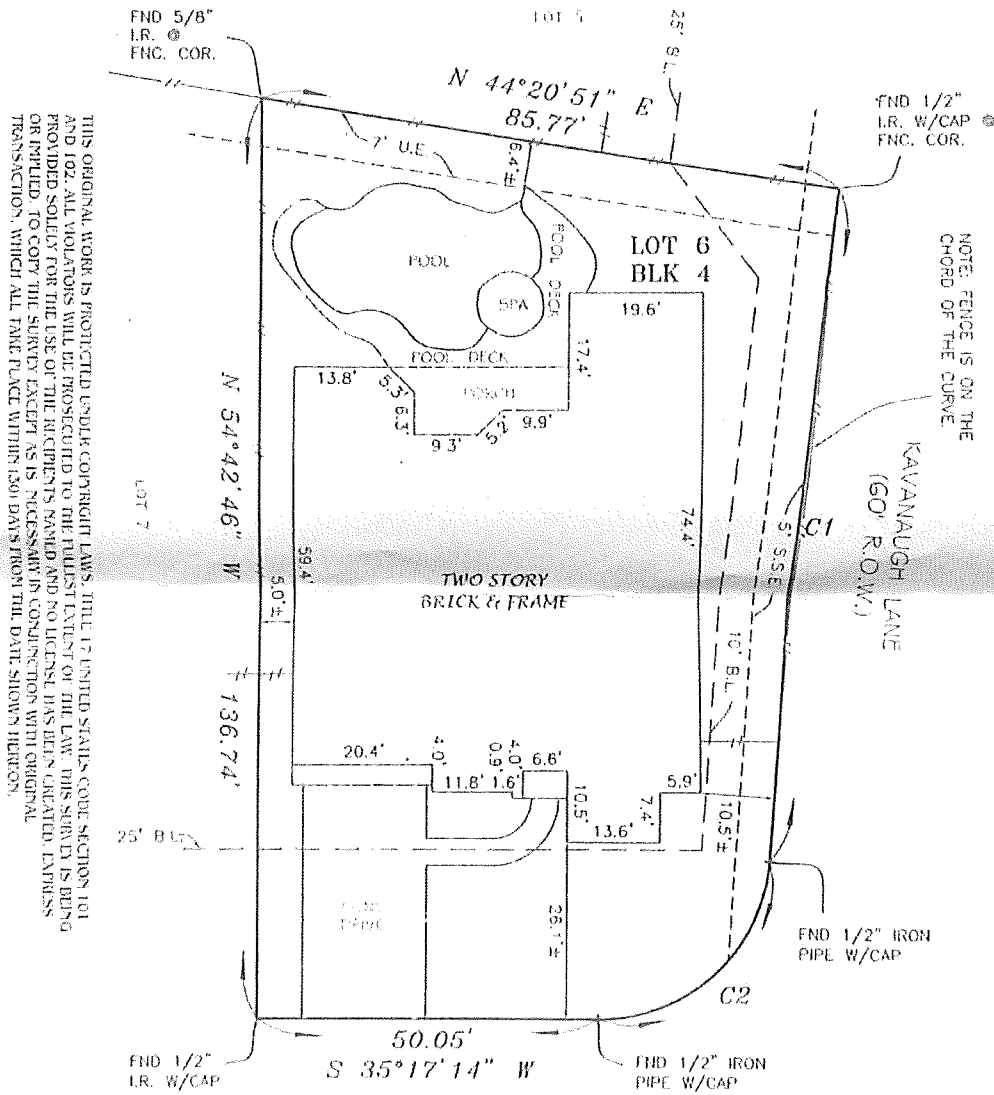 FND 5/8"
I.R. @
FNC. COR.
LOT 5
25' S.L.
N 44°20'51" E
85.77'
FND 1/2"
I.R. W/CAP @
FNC. COR.
7' U.E.
6.4'±
NOTE: FENCE IS ON THE
CHORD OF THE CURVE
LOT 6
BLK 4
POOL
POOL DECK
SPA
19.6'
17.4'
POOL DECK
PORCH
13.8'
5.3'
6.3'
9.3'
5.2'
9.9'
KAVANAUGH LANE
(60' R.O.W.)
C1
5' S.S.E
10' B.L.
N 54°42'46" W
136.74'
LOT 7
59.4'
5.0'±
74.4'
TWO STORY
BRICK & FRAME
20.4'
4.0'
11.8'
0.9'
1.6'
4.0'
6.6'
10.5'
13.6'
7.4'
5.9'
10.5'±
25' B.L.
DRIVE
26.1'±
FND 1/2" IRON
PIPE W/CAP
C2
50.05'
S 35°17'14" W
FND 1/2"
I.R. W/CAP
FND 1/2" IRON
PIPE W/CAP
THIS ORIGINAL WORK IS PROTECTED UNDER COPYRIGHT LAWS, TITLE 17 UNITED STATES CODE SECTION 101
AND 102. ALL VIOLATORS WILL BE PROSECUTED TO THE FULLEST EXTENT OF THE LAW. THIS SURVEY IS BEING
PROVIDED SOLELY FOR THE USE OF THE RECIPIENTS NAMED AND NO LICENSE HAS BEEN CREATED, EXPRESS
OR IMPLIED, TO COPY THE SURVEY EXCEPT AS IS NECESSARY IN CONJUNCTION WITH ORIGINAL
TRANSACTION, WHICH ALL TAKE PLACE WITHIN (30) DAYS FROM THE DATE SHOWN HEREON.